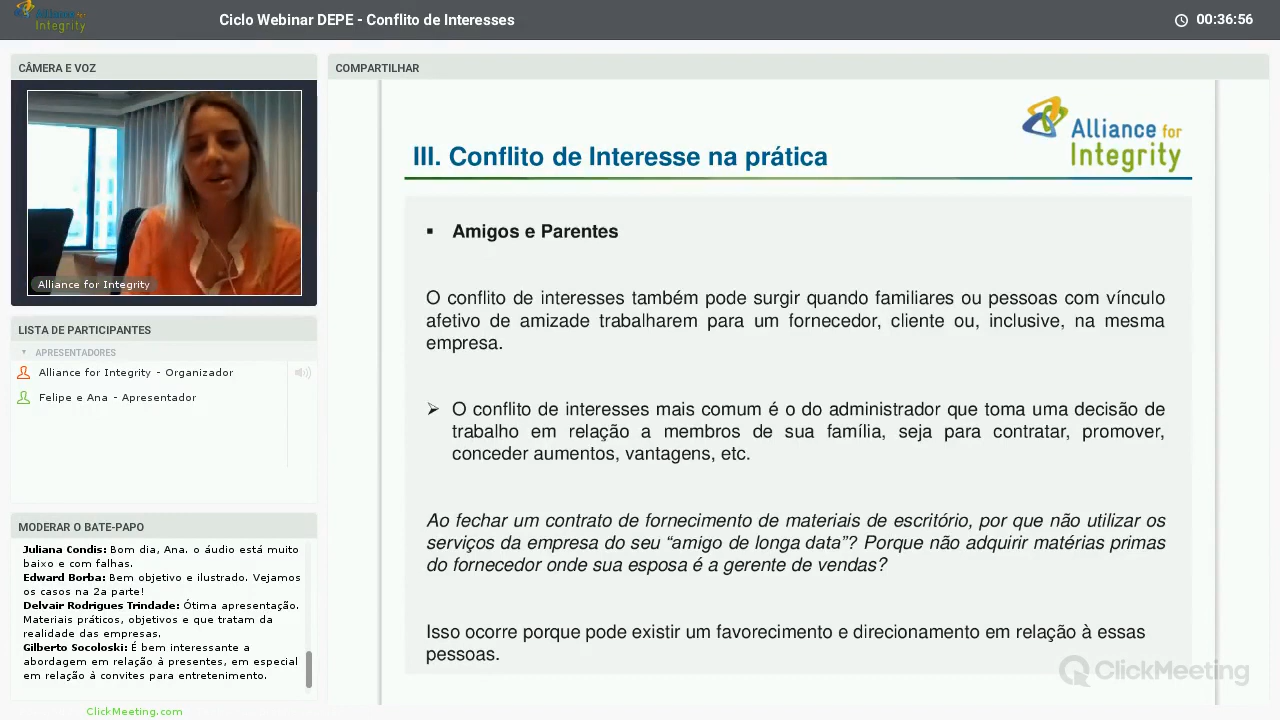 Alliance for
Integrity
Ciclo Webinar DEPE - Conflito de Interesses
00:36:56
CÂMERA E VOZ
Alliance for Integrity
LISTA DE PARTICIPANTES
APRESENTADORES
Alliance for Integrity - Organizador
Felipe e Ana - Apresentador
MODERAR O BATE-PAPO
Juliana Condis: Bom dia, Ana. o áudio está muito
baixo e com falhas.
Edward Borba: Bem objetivo e ilustrado. Vejamos
os casos na 2a parte!
Delvair Rodrigues Trindade: Ótima apresentação.
Materiais práticos, objetivos e que tratam da
realidade das empresas.
Gilberto Socoloski: É bem interessante a
abordagem em relação à presentes, em especial
em relação à convites para entretenimento.
ClickMeeting.com
COMPARTILHAR
Alliance for
Integrity
III. Conflito de Interesse na prática
▪ Amigos e Parentes
O conflito de interesses também pode surgir quando familiares ou pessoas com vínculo
afetivo de amizade trabalharem para um fornecedor, cliente ou, inclusive, na mesma
empresa.
➢ O conflito de interesses mais comum é o do administrador que toma uma decisão de
trabalho em relação a membros de sua família, seja para contratar, promover,
conceder aumentos, vantagens, etc.
Ao fechar um contrato de fornecimento de materiais de escritório, por que não utilizar os
serviços da empresa do seu “amigo de longa data”? Porque não adquirir matérias primas
do fornecedor onde sua esposa é a gerente de vendas?
Isso ocorre porque pode existir um favorecimento e direcionamento em relação à essas
pessoas.
ClickMeeting